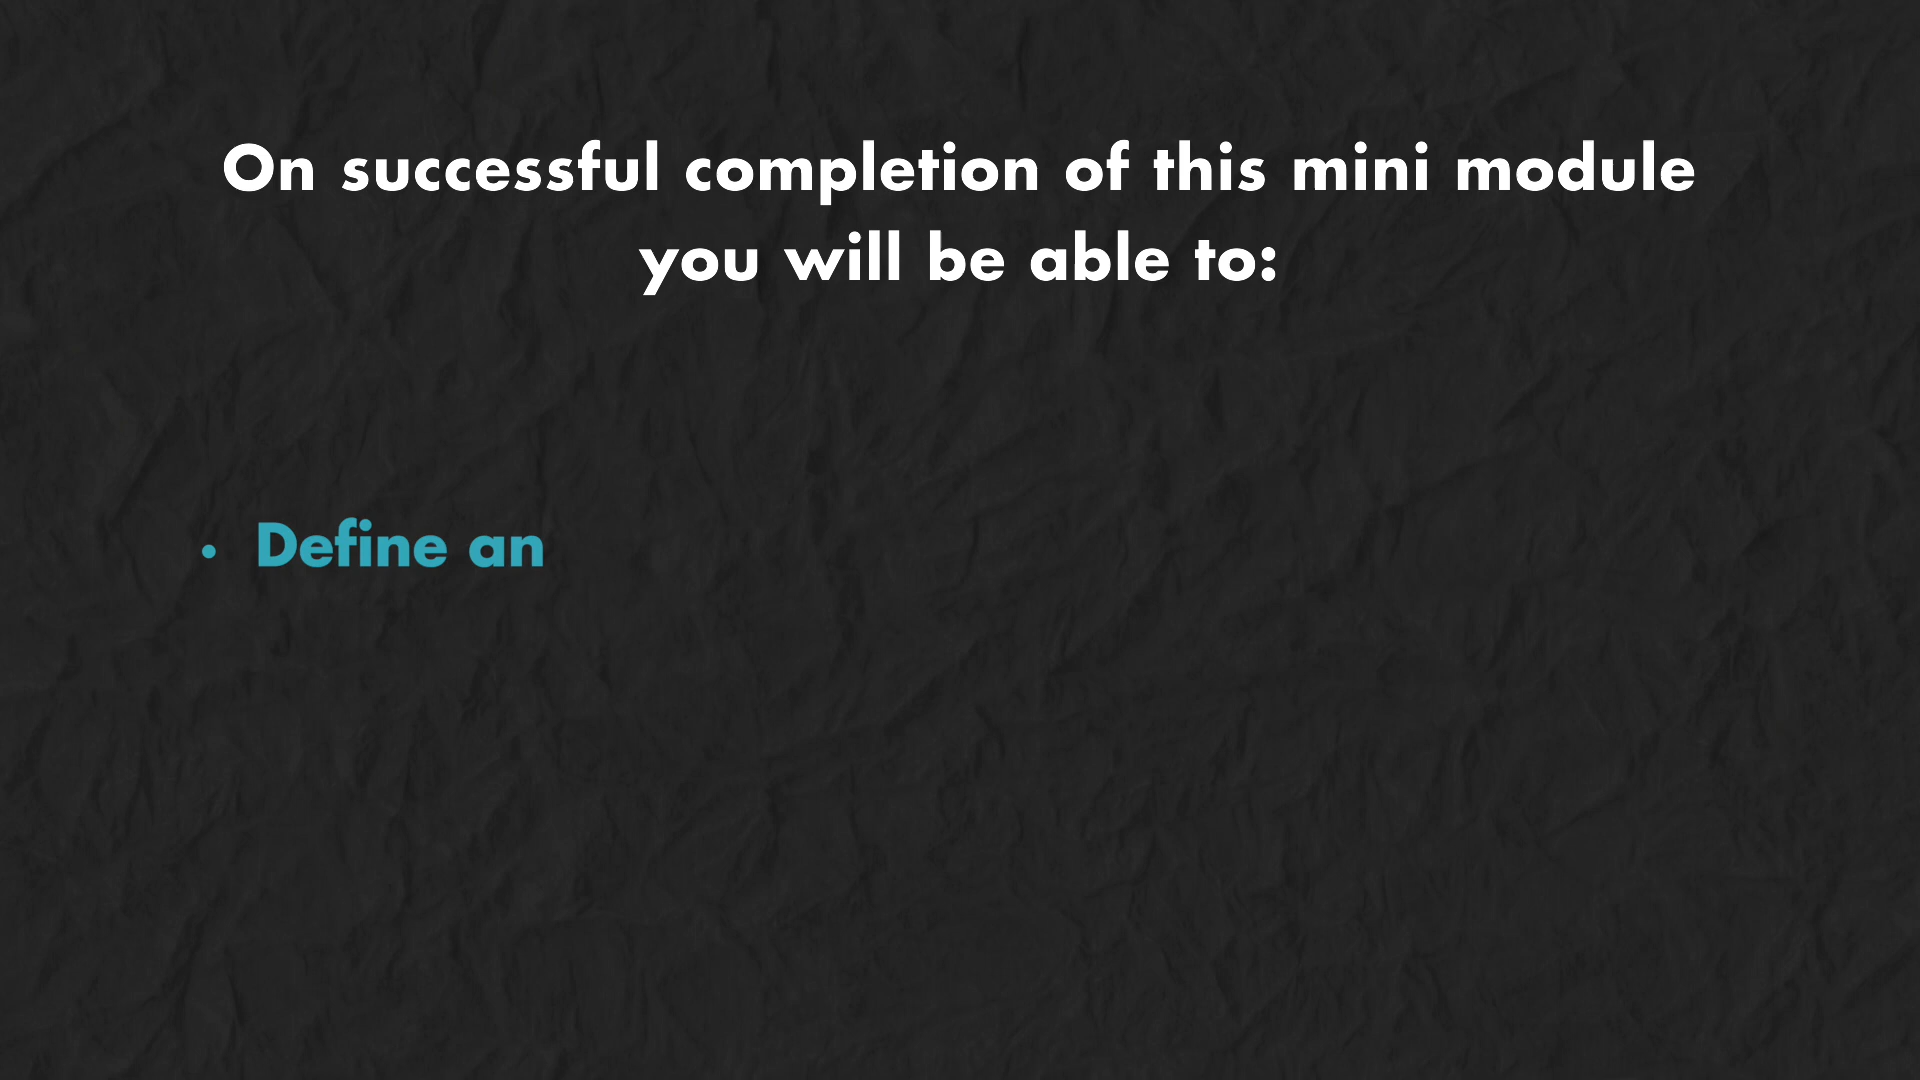 On successful completion of this mini module
you will be able to:
• Define an